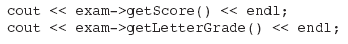 cout << exam->getScore() << endl;
cout << exam->getLetterGrade() << endl;